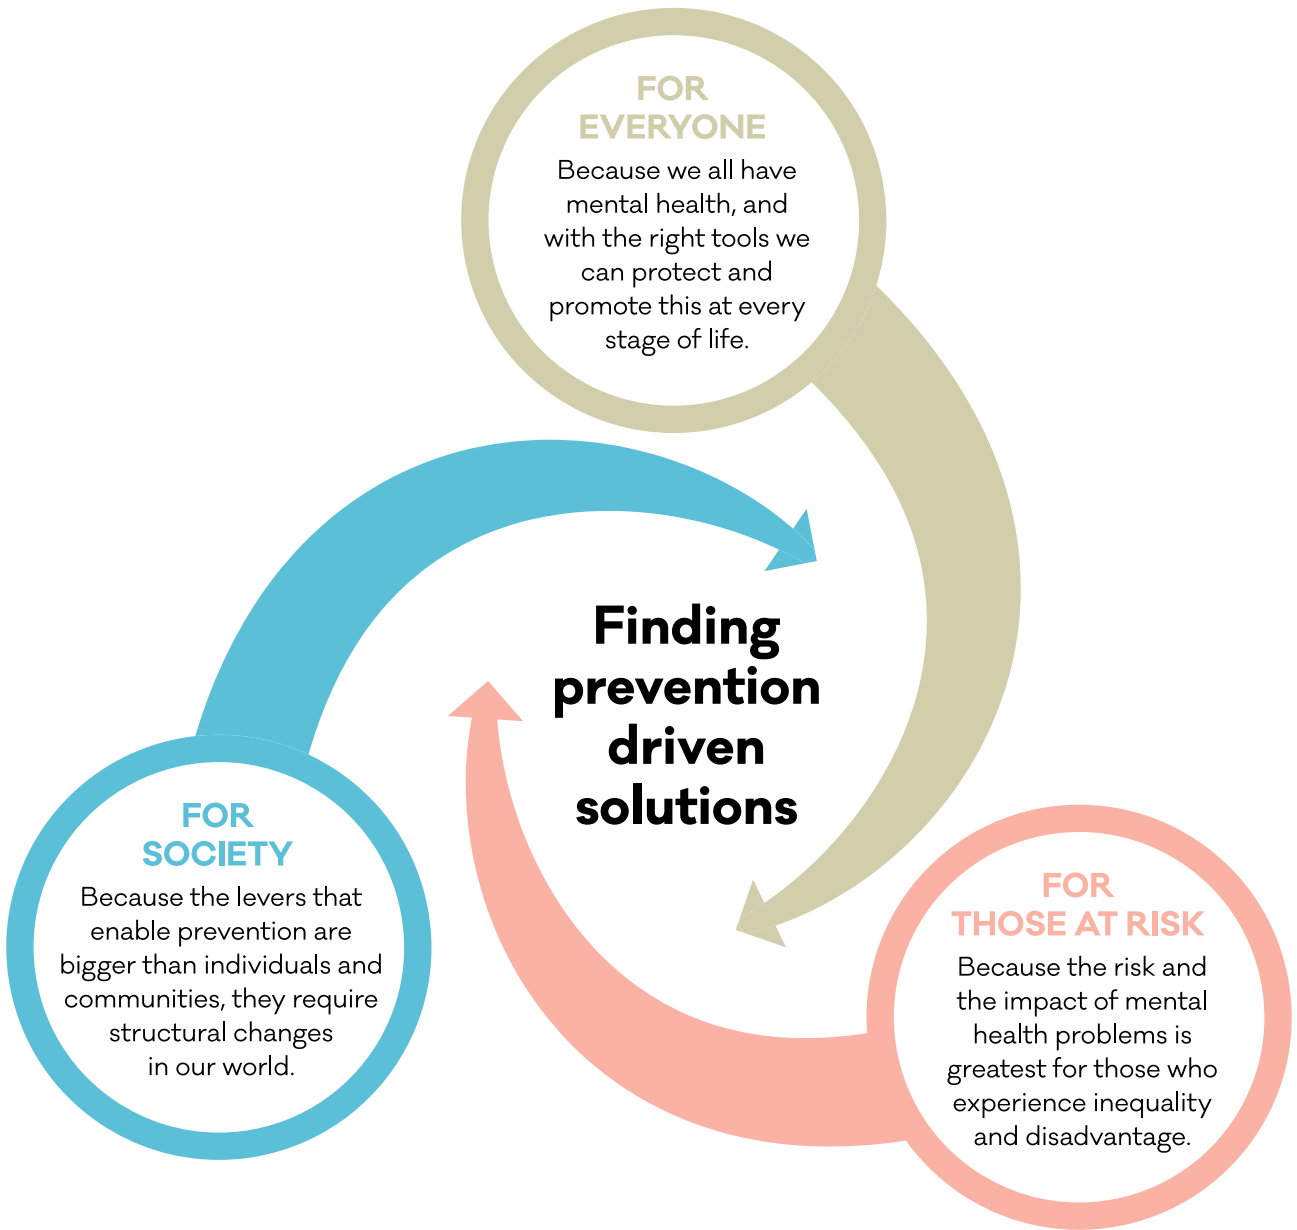 FOR
EVERYONE
Because we all have
mental health, and
with the right tools we
can protect and
promote this at every
stage of life.
Finding
prevention
driven
solutions
FOR
SOCIETY
Because the levers that
enable prevention are
bigger than individuals and
communities, they require
structural changes
in our world.
FOR
THOSE AT RISK
Because the risk and
the impact of mental
health problems is
greatest for those who
experience inequality
and disadvantage.